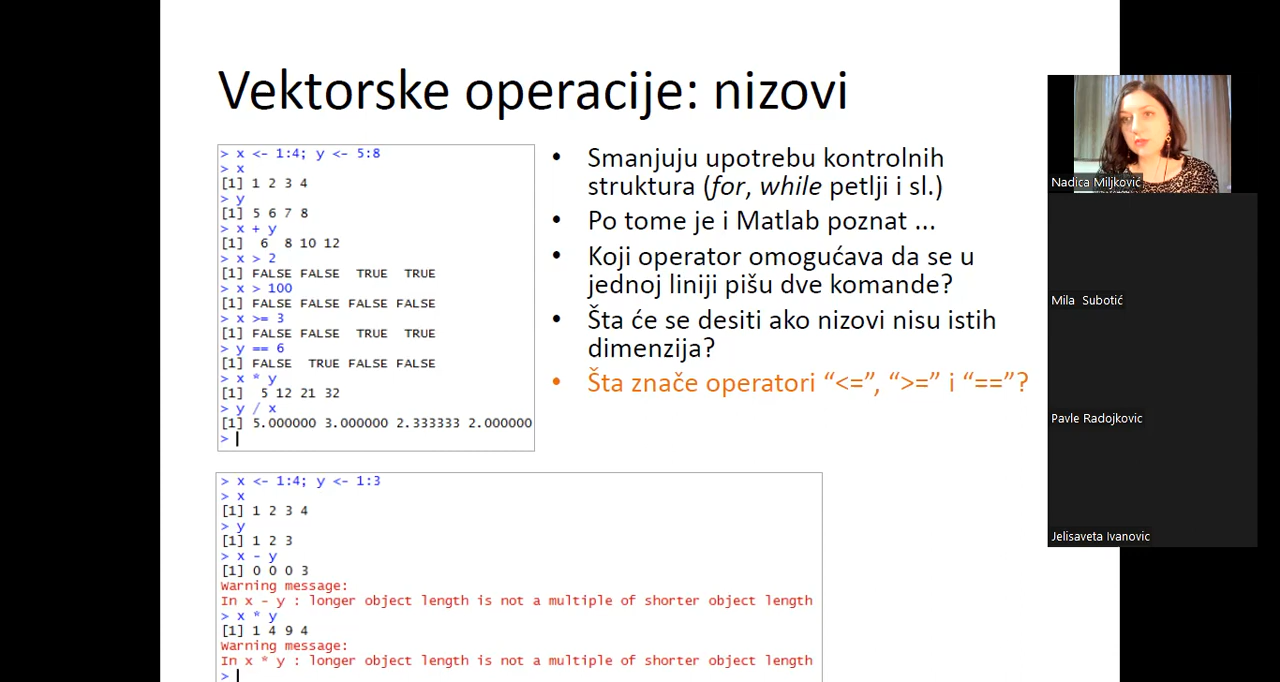 Vektorske operacije: nizovi
> x <- 1:4; y <- 5:8
> x
[1] 1 2 3 4
> y
[1] 5 6 7 8
> x + y
[1]  6  8 10 12
> x > 2
[1] FALSE FALSE  TRUE  TRUE
> x > 100
[1] FALSE FALSE FALSE FALSE
> x >= 3
[1] FALSE FALSE  TRUE  TRUE
> y == 6
[1] FALSE  TRUE FALSE FALSE
> x * y
[1]  5 12 21 32
> y / x
[1] 5.000000 3.000000 2.333333 2.000000
>
• Smanjuju upotrebu kontrolnih
struktura (for, while petlji i sl.)
• Po tome je i Matlab poznat ...
• Koji operator omogućava da se u
jednoj liniji pišu dve komande?
• Šta će se desiti ako nizovi nisu istih
dimenzija?
• Šta znače operatori “<=”, “>=” i “==”?
> x <- 1:4; y <- 1:3
> x
[1] 1 2 3 4
> y
[1] 1 2 3
> x - y
[1] 0 0 0 3
Warning message:
In x - y : longer object length is not a multiple of shorter object length
> x * y
[1] 1 4 9 4
Warning message:
In x * y : longer object length is not a multiple of shorter object length
>
Nadica Miljković
Mila Subotić
Pavle Radojkovic
Jelisaveta Ivanovic